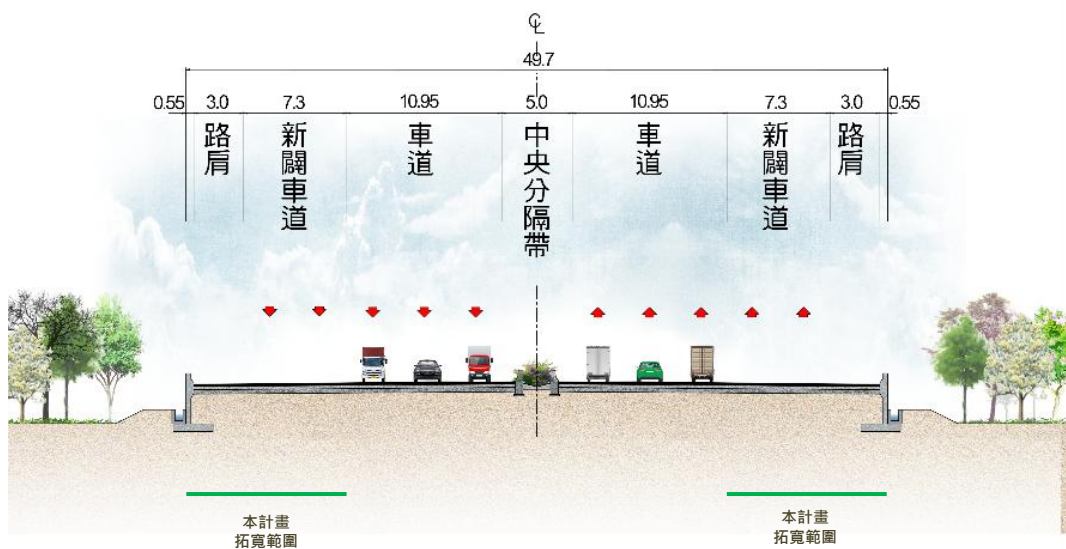 ℄
49.7
0.55 3.0 7.3 10.95 5.0 10.95 7.3 3.0 0.55
路肩
新闢車道
車道
中央分隔帶
車道
新闢車道
路肩
本計畫
拓寬範圍
本計畫
拓寬範圍